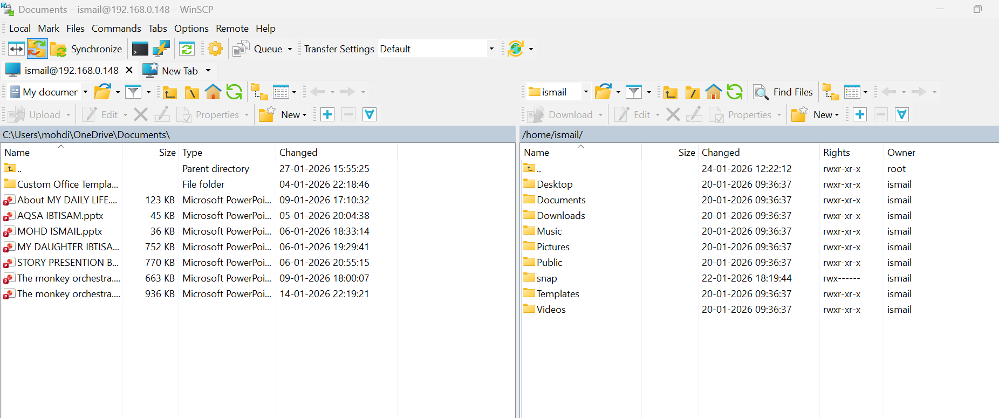 Documents – ismail@192.168.0.148 – WinSCP
Local Mark Files Commands Tabs Options Remote Help
Synchronize Queue Transfer Settings Default
ismail@192.168.0.148 New Tab
My documer
ismail Find Files
Upload Edit Properties New
Download Edit Properties New
C:\Users\mohdi\OneDrive\Documents\
Name Size Type Changed
.. Parent directory 27-01-2026 15:55:25
Custom Office Templa... File folder 04-01-2026 22:18:46
About MY DAILY LIFE.... 123 KB Microsoft PowerPoi... 09-01-2026 17:10:32
AQSA IBTISAM.pptx 45 KB Microsoft PowerPoi... 05-01-2026 20:04:38
MOHD ISMAIL.pptx 36 KB Microsoft PowerPoi... 06-01-2026 18:33:14
MY DAUGHTER IBTISA... 752 KB Microsoft PowerPoi... 06-01-2026 19:29:41
STORY PRESENTION B... 770 KB Microsoft PowerPoi... 06-01-2026 20:55:15
The monkey orchestra.... 663 KB Microsoft PowerPoi... 09-01-2026 18:00:07
The monkey orchestra.... 936 KB Microsoft PowerPoi... 14-01-2026 22:19:21
/home/ismail/
Name Size Changed Rights Owner
.. 24-01-2026 12:22:12 rwxr-xr-x root
Desktop 20-01-2026 09:36:37 rwxr-xr-x ismail
Documents 20-01-2026 09:36:37 rwxr-xr-x ismail
Downloads 20-01-2026 09:36:37 rwxr-xr-x ismail
Music 20-01-2026 09:36:37 rwxr-xr-x ismail
Pictures 20-01-2026 09:36:37 rwxr-xr-x ismail
Public 20-01-2026 09:36:37 rwxr-xr-x ismail
snap 22-01-2026 18:19:44 rwx------ ismail
Templates 20-01-2026 09:36:37 rwxr-xr-x ismail
Videos 20-01-2026 09:36:37 rwxr-xr-x ismail